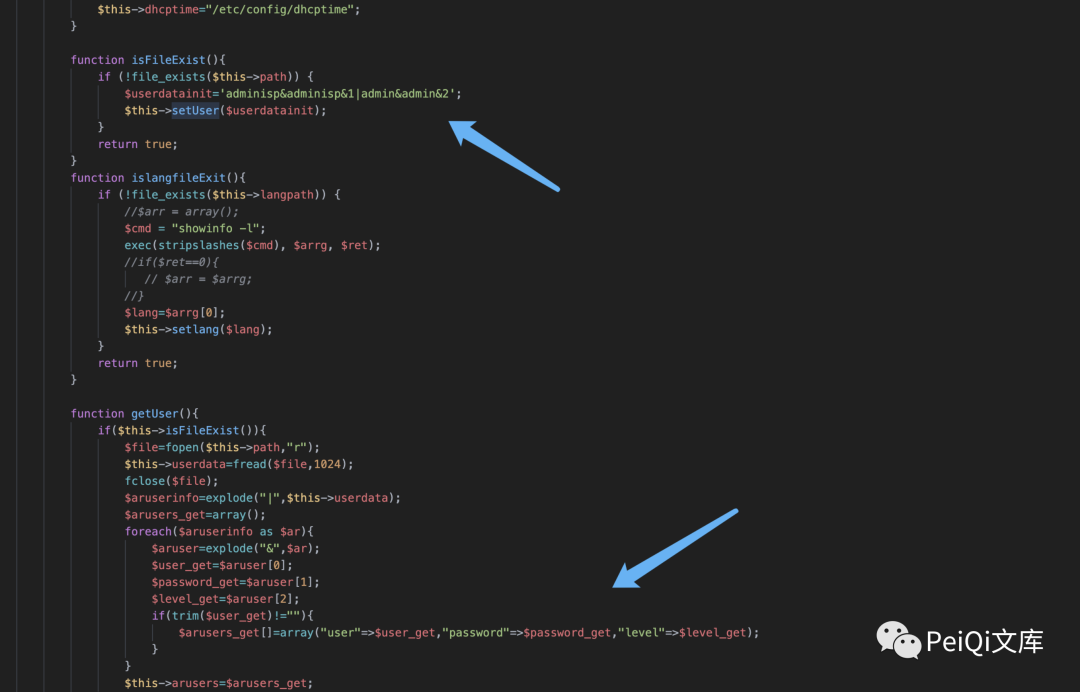 $this->dhcptime="/etc/config/dhcptime";
}
function isFileExist(){
if (!file_exists($this->path)) {
$userdatainit='adminisp&adminisp&1|admin&admin&2';
$this->setUser($userdatainit);
}
return true;
}
function islangfileExit(){
if (!file_exists($this->langpath)) {
//$arr = array();
$cmd = "showinfo -l";
exec(stripslashes($cmd), $arrg, $ret);
//if($ret==0){
// $arr = $arrg;
//}
$lang=$arrg[0];
$this->setlang($lang);
}
return true;
}
function getUser(){
if($this->isFileExist()){
$file=fopen($this->path,"r");
$this->userdata=fread($file,1024);
fclose($file);
$aruserinfo=explode("|",$this->userdata);
$arusers_get=array();
foreach($aruserinfo as $ar){
$aruser=explode("&",$ar);
$user_get=$aruser[0];
$password_get=$aruser[1];
$level_get=$aruser[2];
if(trim($user_get)!=""){
$arusers_get[]=array("user"=>$user_get,"password"=>$password_get,"level"=>$level_get);
}
}
$this->arusers=$arusers_get;
PeiQi文库